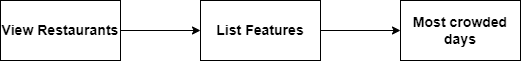 View Restaurants
List Features
Most crowded
days